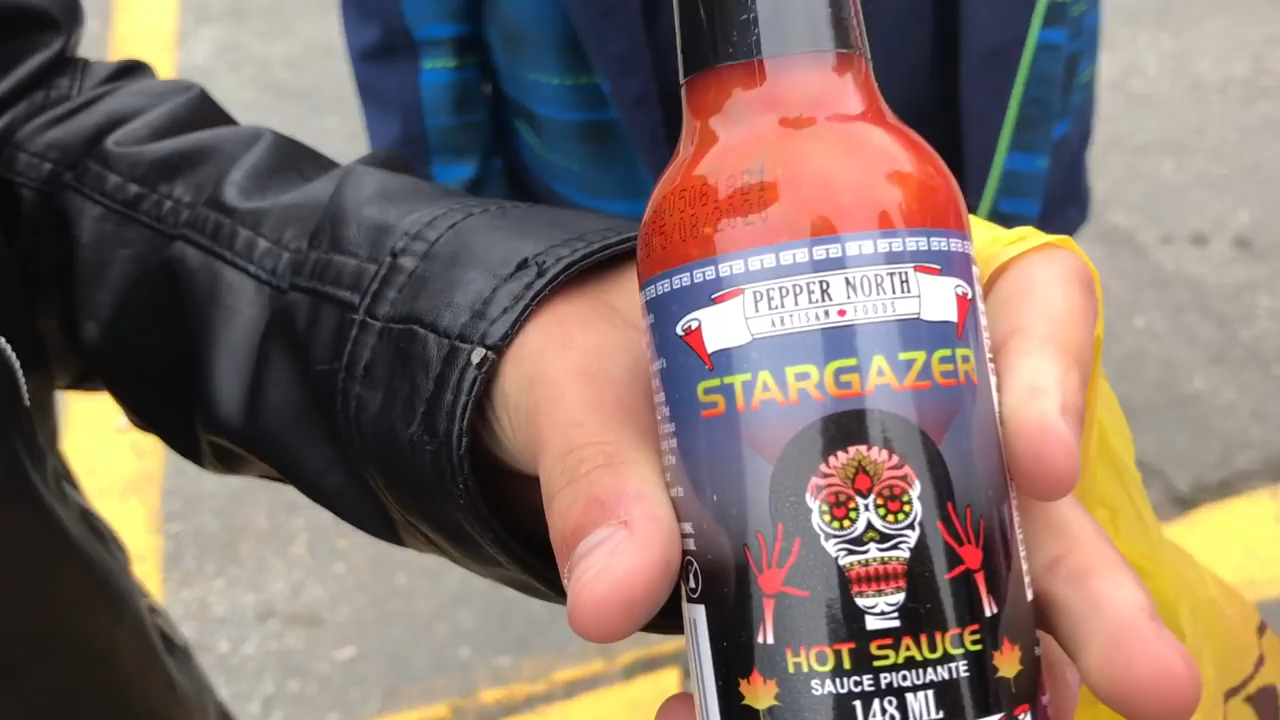 PEPPER NORTH
ARTISAN FOODS
STARGAZER
HOT SAUCE
SAUCE PIQUANTE
148 ML